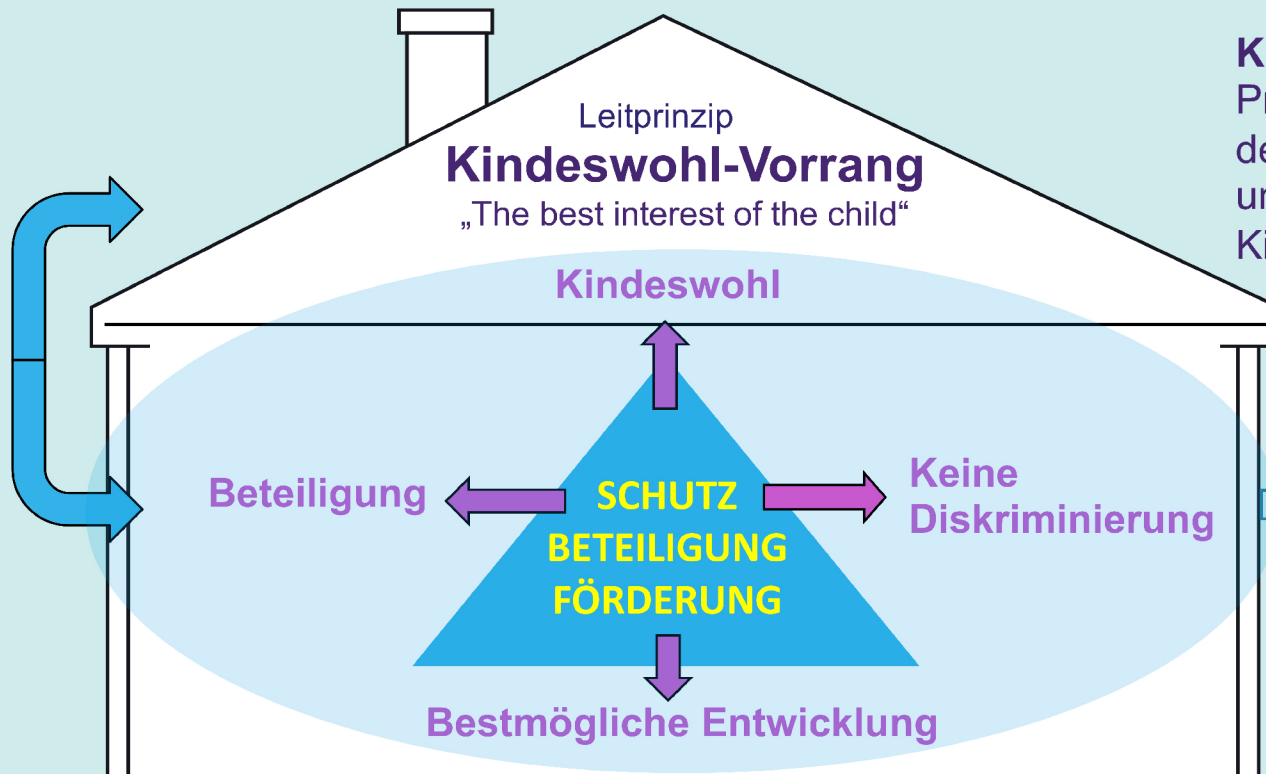 Leitprinzip
Kindeswohl-Vorrang
„The best interest of the child“
Kindeswohl
Beteiligung
SCHUTZ
BETEILIGUNG
FÖRDERUNG
Keine
Diskriminierung
Bestmögliche Entwicklung